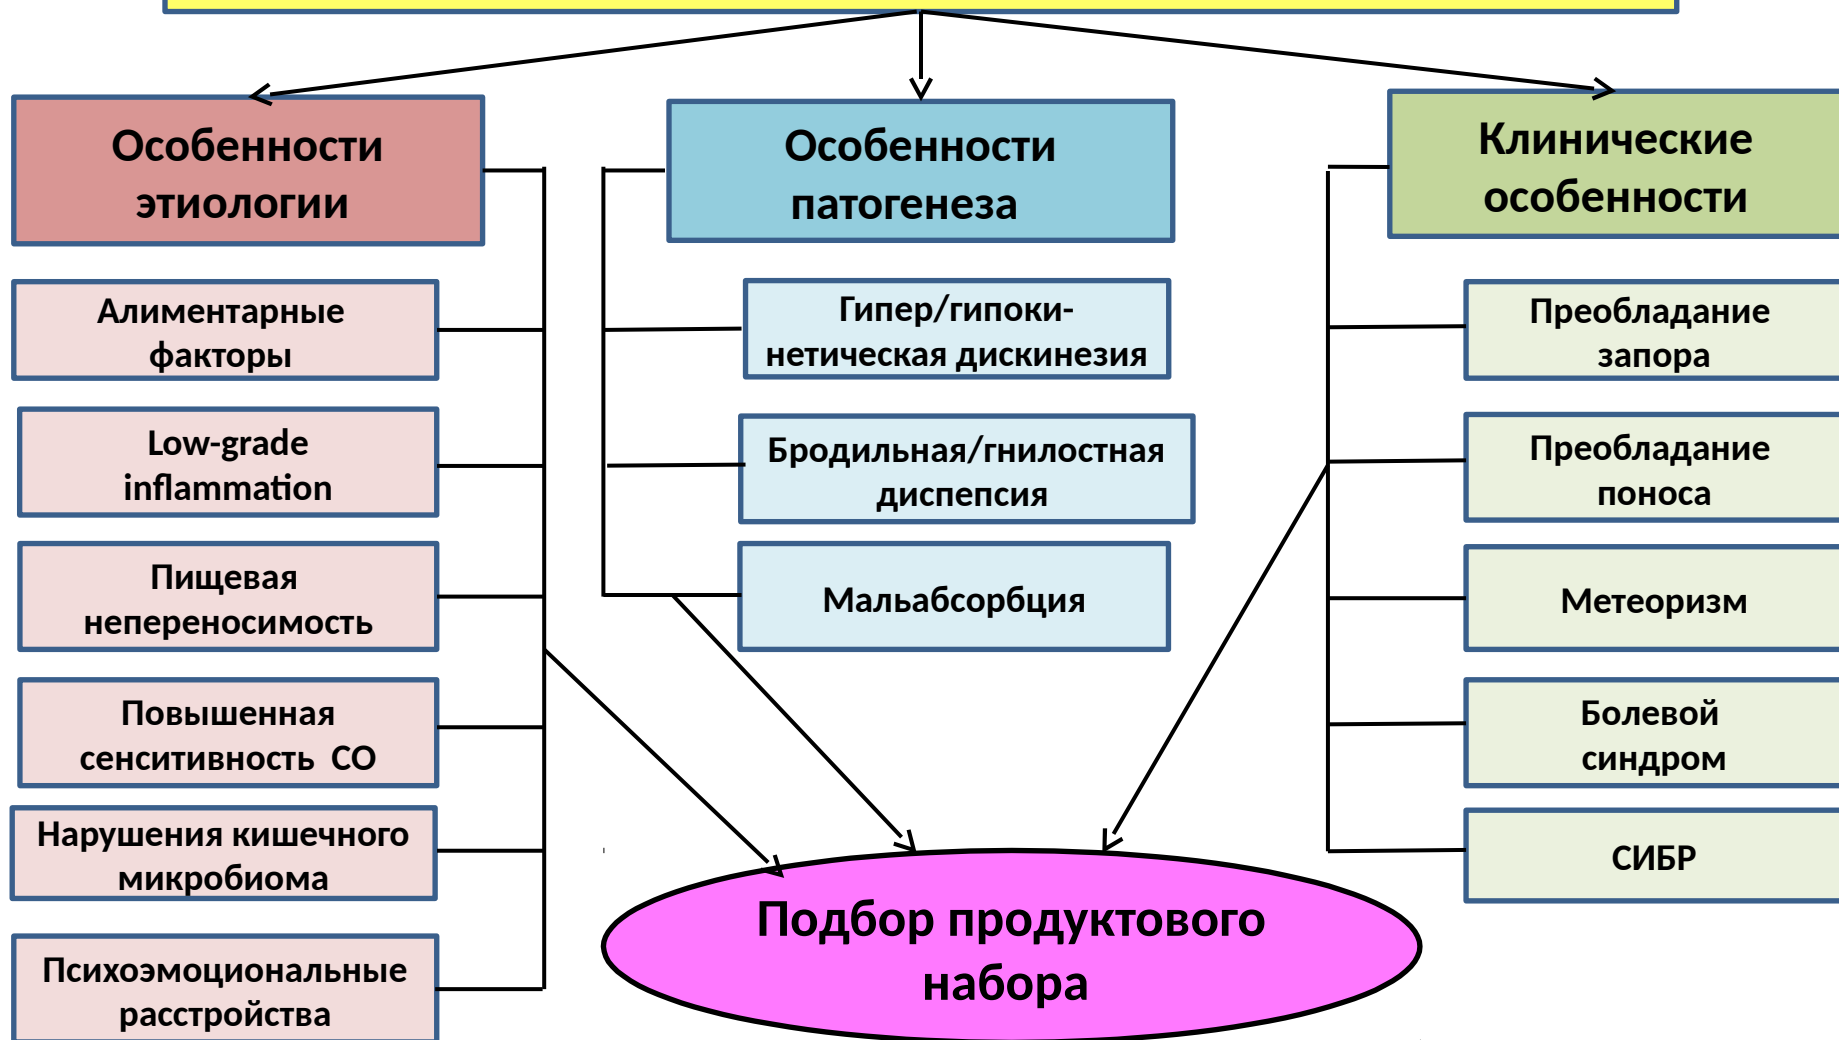 Особенности
этиологии
Алиментарные
факторы
Low-grade
inflammation
Пищевая
непереносимость
Повышенная
сенситивность СО
Нарушения кишечного
микробиома
Психоэмоциональные
расстройства
Особенности
патогенеза
Гипер/гипоки-
нетическая дискинезия
Бродильная/гнилостная
диспепсия
Мальабсорбция
Клинические
особенности
Преобладание
запора
Преобладание
поноса
Метеоризм
Болевой
синдром
СИБР
Подбор продуктового
набора